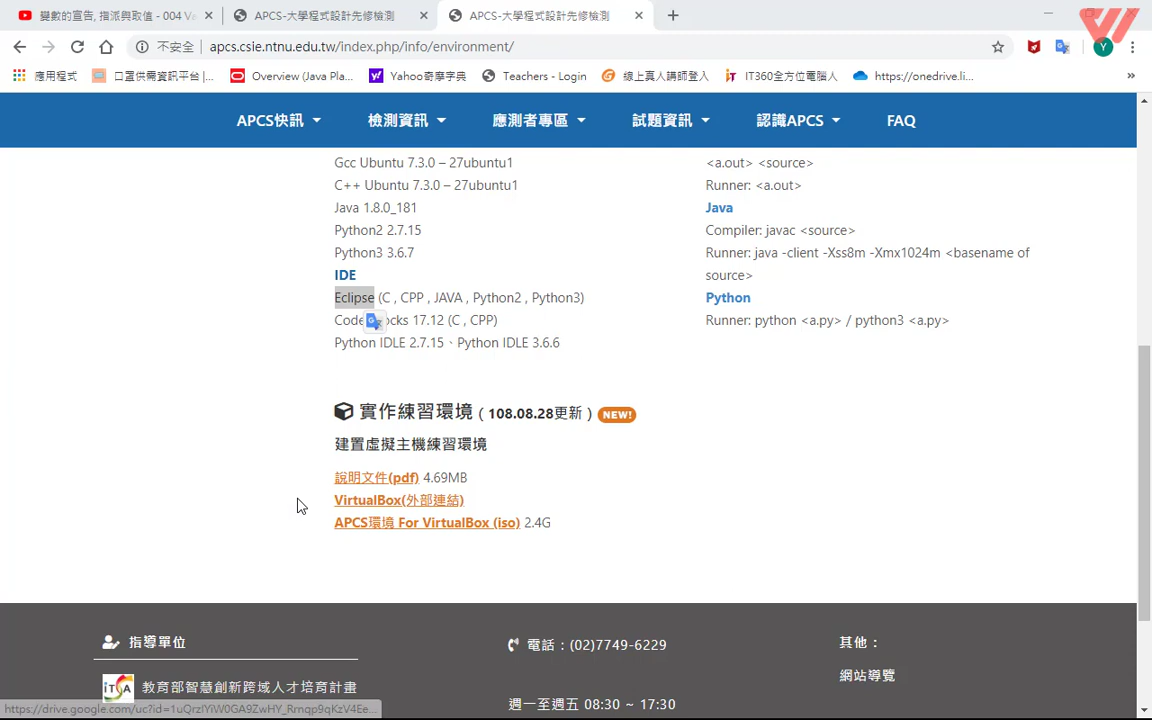 變數的宣告, 指派與取值 - 004 Va
APCS-大學程式設計先修檢測
APCS-大學程式設計先修檢測
不安全
apcs.csie.ntnu.edu.tw/index.php/info/environment/
Y
應用程式
口罩供需資訊平台 |...
Overview (Java Pla...
Yahoo奇摩字典
Teachers - Login
線上真人講師登入
IT360全方位電腦人
https://onedrive.li...
»
APCS快訊
檢測資訊
應測者專區
試題資訊
認識APCS
FAQ
Gcc Ubuntu 7.3.0 – 27ubuntu1
C++ Ubuntu 7.3.0 – 27ubuntu1
Java 1.8.0_181
Python2 2.7.15
Python3 3.6.7
IDE
Eclipse (C , CPP , JAVA , Python2 , Python3)
Code ocks 17.12 (C , CPP)
Python IDLE 2.7.15、Python IDLE 3.6.6
<a.out> <source>
Runner: <a.out>
Java
Compiler: javac <source>
Runner: java -client -Xss8m -Xmx1024m <basename of
source>
Python
Runner: python <a.py> / python3 <a.py>
實作練習環境 ( 108.08.28更新 ) NEW!
建置虛擬主機練習環境
說明文件(pdf) 4.69MB
VirtualBox(外部連結)
APCS環境 For VirtualBox (iso) 2.4G
指導單位
iTSA
教育部智慧創新跨域人才培育計畫
電話：(02)7749-6229
週一至週五 08:30 ~ 17:30
其他：
網站導覽
https://drive.google.com/uc?id=1uQrzIYiW0GA9ZwHY_Rrnqp9qKzV4Ee...